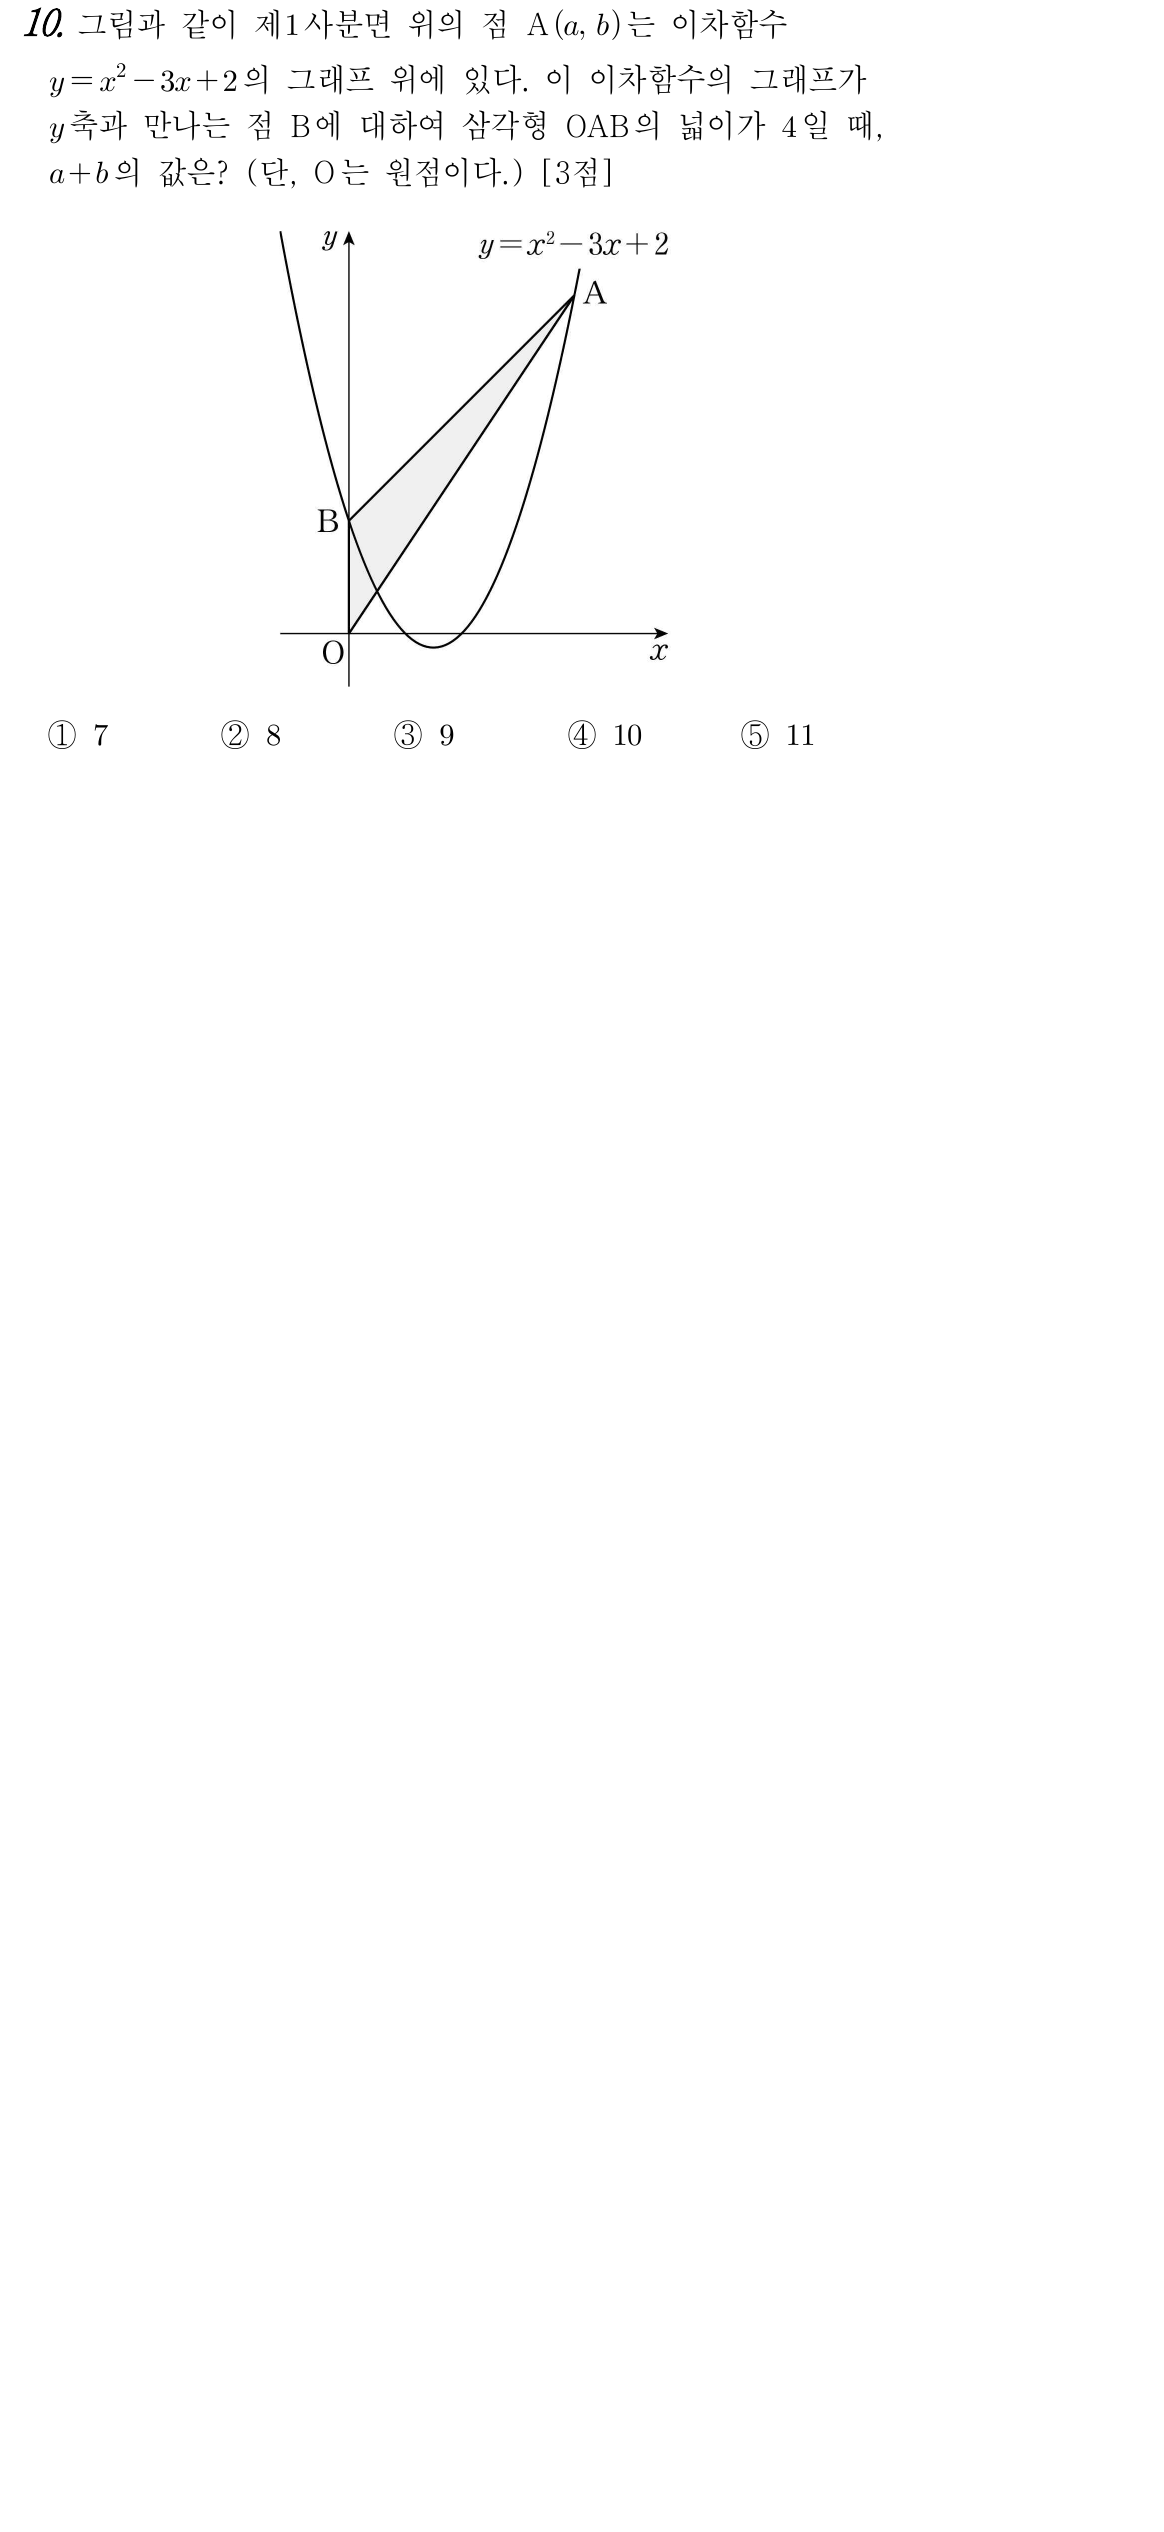 10. 그림과 같이 제1사분면 위의 점 A(a, b)는 이차함수
y=x²-3x+2의 그래프 위에 있다. 이 이차함수의 그래프가
y축과 만나는 점 B에 대하여 삼각형 OAB의 넓이가 4일 때,
a+b의 값은? (단, O는 원점이다.) [3점]
y
y=x²-3x+2
A
B
O
x
① 7 ② 8 ③ 9 ④ 10 ⑤ 11